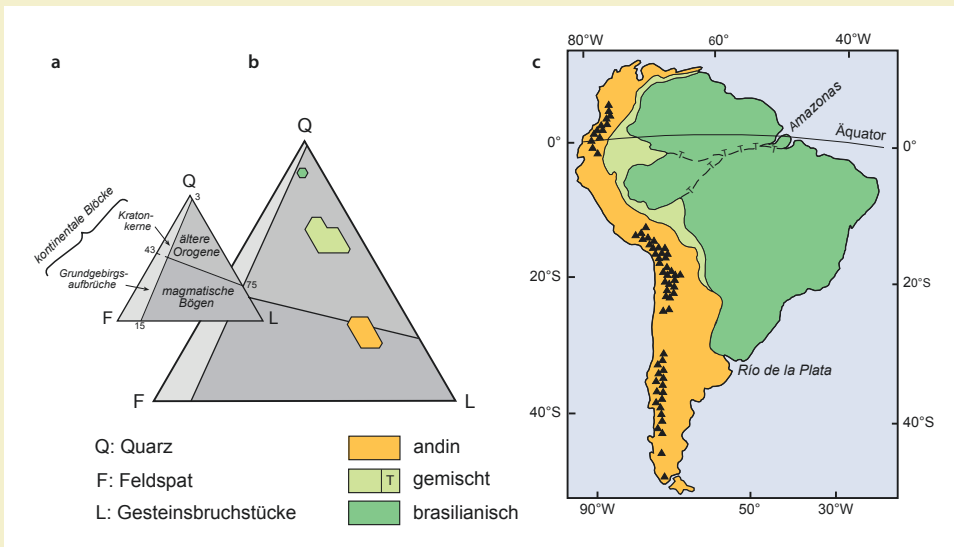 a
b
c
Q
3
kontinentale Blöcke
Kraton-
kerne
43
ältere
Orogene
Grundgebirgs-
aufbrüche
75
magmatische
Bögen
F
15
L
Q
F
L
80°W
60°
40°W
Amazonas
Äquator
0°
0°
T
T
T
T
T
T
20°S
20°S
Río de la Plata
40°S
40°S
90°W
50°
30°W
Q: Quarz
F: Feldspat
L: Gesteinsbruchstücke
andin
T gemischt
brasilianisch